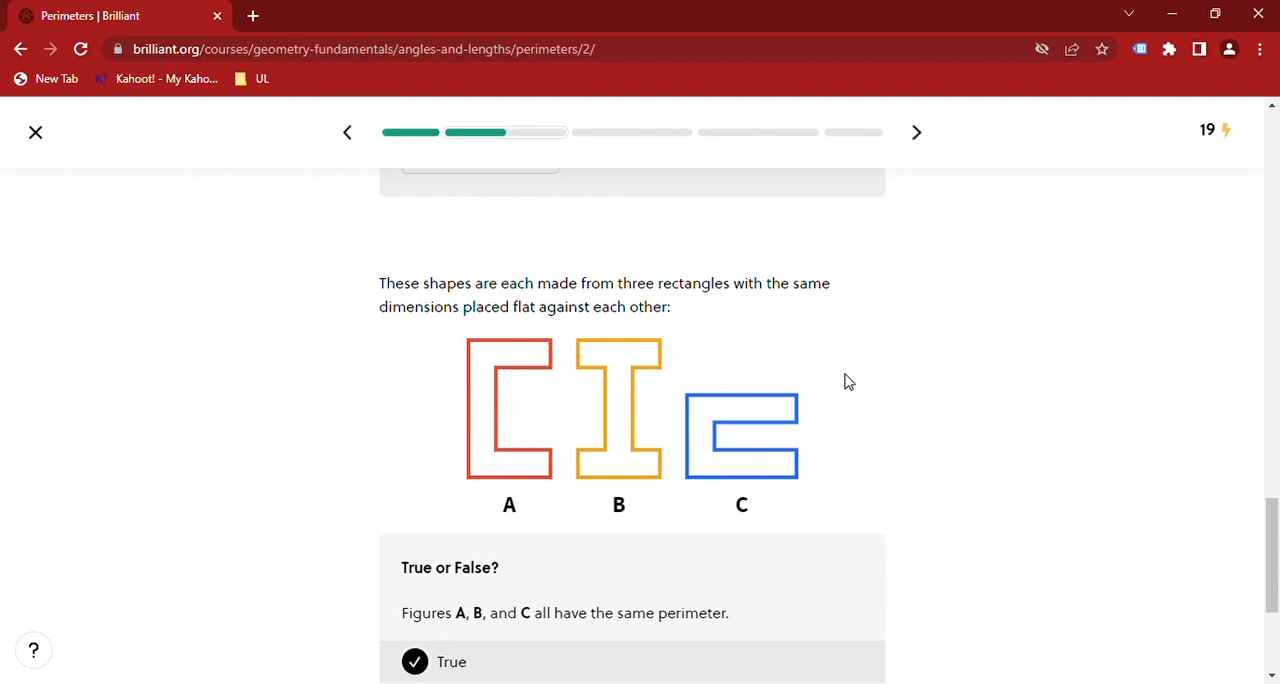 Perimeters | Brilliant
brilliant.org/courses/geometry-fundamentals/angles-and-lengths/perimeters/2/
New Tab K! Kahoot! - My Kaho... UL
19
These shapes are each made from three rectangles with the same
dimensions placed flat against each other:
A B C
True or False?
Figures A, B, and C all have the same perimeter.
? True